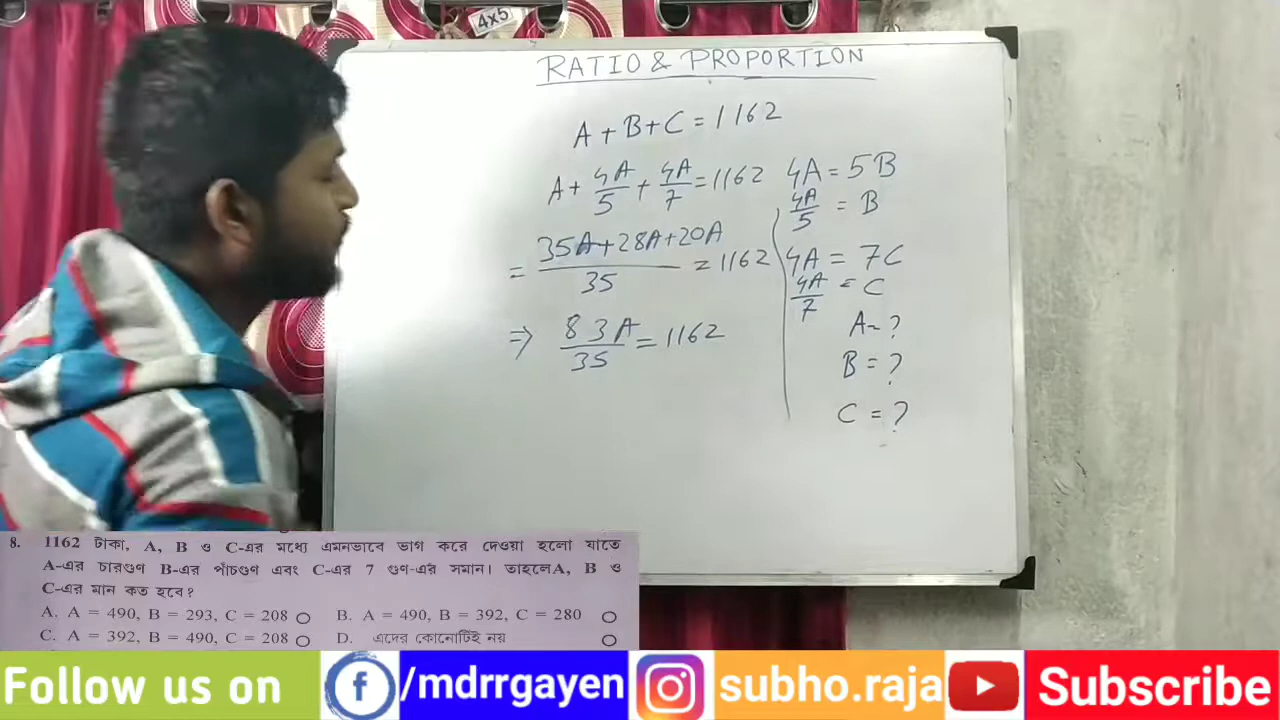 4x5
RATIO & PROPORTION
A + B + C = 1162
A + 4A/5 + 4A/7 = 1162
= 35A+28A+20A/35 = 1162
⇒ 83A/35 = 1162
4A = 5B
4A/5 = B
4A = 7C
4A/7 = C
A = ?
B = ?
C = ?
8. 1162 টাকা, A, B ও C-এর মধ্যে এমনভাবে ভাগ করে দেওয়া হলো যাতে
A-এর চারগুণ B-এর পাঁচগুণ এবং C-এর 7 গুণ-এর সমান। তাহলেA, B ও
C-এর মান কত হবে?
A. A = 490, B = 293, C = 208 B. A = 490, B = 392, C = 280
C. A = 392, B = 490, C = 208 D. এদের কোনোটিই নয়
Follow us on f /mdrrgayen subho.raja Subscribe